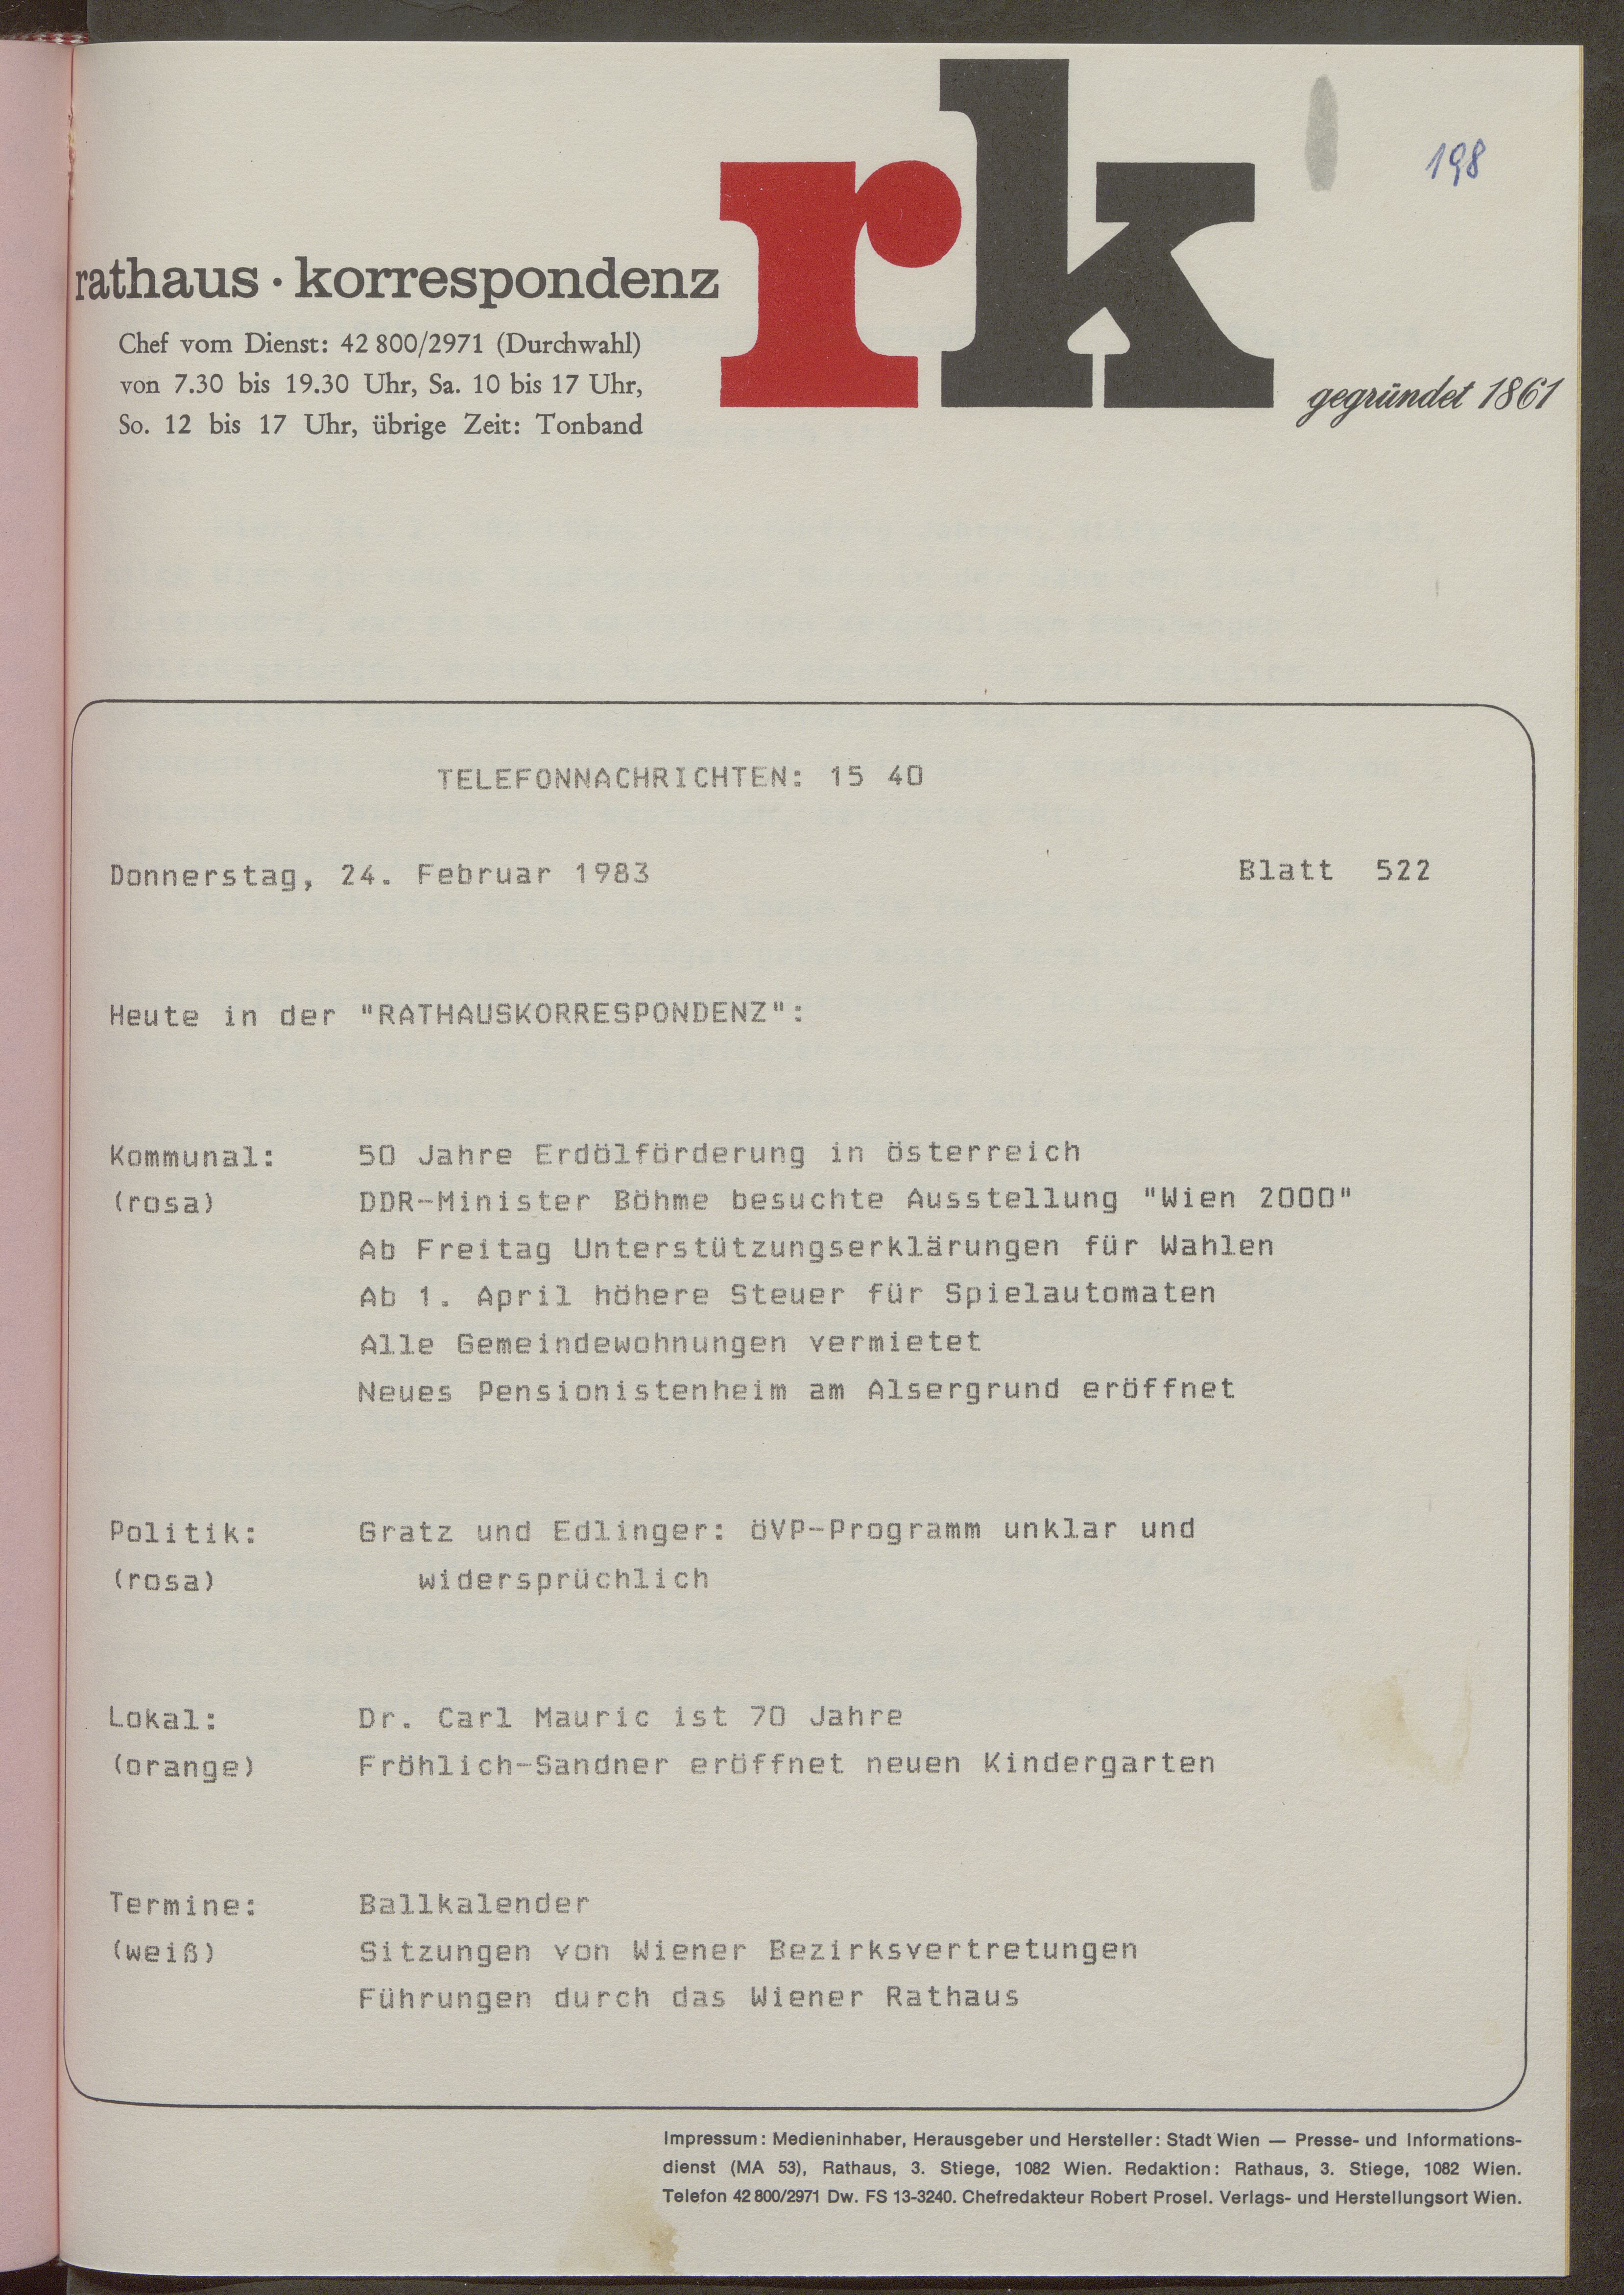 rk
198
rathaus · korrespondenz
Chef vom Dienst: 42 800/2971 (Durchwahl)
von 7.30 bis 19.30 Uhr, Sa. 10 bis 17 Uhr,
So. 12 bis 17 Uhr, übrige Zeit: Tonband
gegründet 1861
TELEFONNACHRICHTEN: 15 40
Donnerstag, 24. Februar 1983 Blatt 522
Heute in der "RATHAUSKORRESPONDENZ":
Kommunal: 50 Jahre Erdölförderung in österreich
(rosa) DDR-Minister Böhme besuchte Ausstellung "Wien 2000"
Ab Freitag Unterstützungserklärungen für Wahlen
Ab 1. April höhere Steuer für Spielautomaten
Alle Gemeindewohnungen vermietet
Neues Pensionistenheim am Alsergrund eröffnet
Politik: Gratz und Edlinger: öVP-Programm unklar und
(rosa) widersprüchlich
Lokal: Dr. Carl Mauric ist 70 Jahre
(orange) Fröhlich-Sandner eröffnet neuen Kindergarten
Termine: Ballkalender
(weiß) Sitzungen von Wiener Bezirksvertretungen
Führungen durch das Wiener Rathaus
Impressum: Medieninhaber, Herausgeber und Hersteller: Stadt Wien — Presse- und Informations-
dienst (MA 53), Rathaus, 3. Stiege, 1082 Wien. Redaktion: Rathaus, 3. Stiege, 1082 Wien.
Telefon 42 800/2971 Dw. FS 13-3240. Chefredakteur Robert Prosel. Verlags- und Herstellungsort Wien.